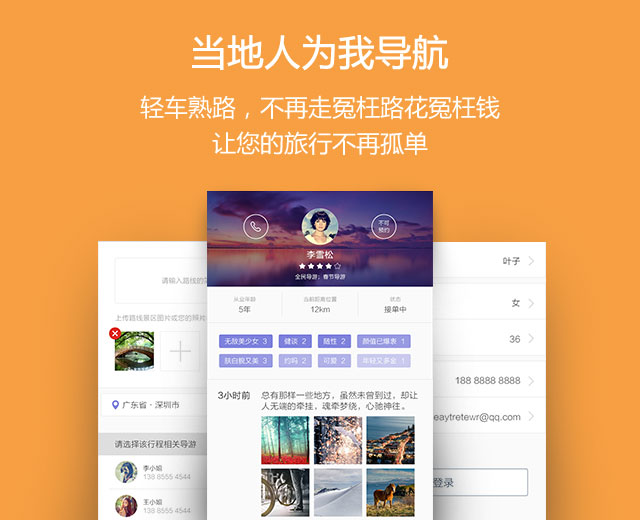 当地人为我导航
轻车熟路，不再走冤枉路花冤枉钱
让您的旅行不再孤单
不可
预约
李雪松
全民导游：春节导游
从业年龄
5年
当前距离位置
12km
状态
接单中
无敌美少女 3
健谈 2
随性 2
颜值已爆表 1
肤白貌又美 3
约吗 2
可爱 2
年轻又多金 1
3小时前
总有那样一些地方，虽然未曾到过，却让
人无端的牵挂，魂牵梦绕，心驰神往。
请输入路线的
上传路线景区图片或您的照片
广东省 · 深圳市
请选择该行程相关导游
李小姐
138 8555 4544
王小姐
138 8555 4544
叶子
女
36
188 8888 8888
eaytretewr@qq.com
登录